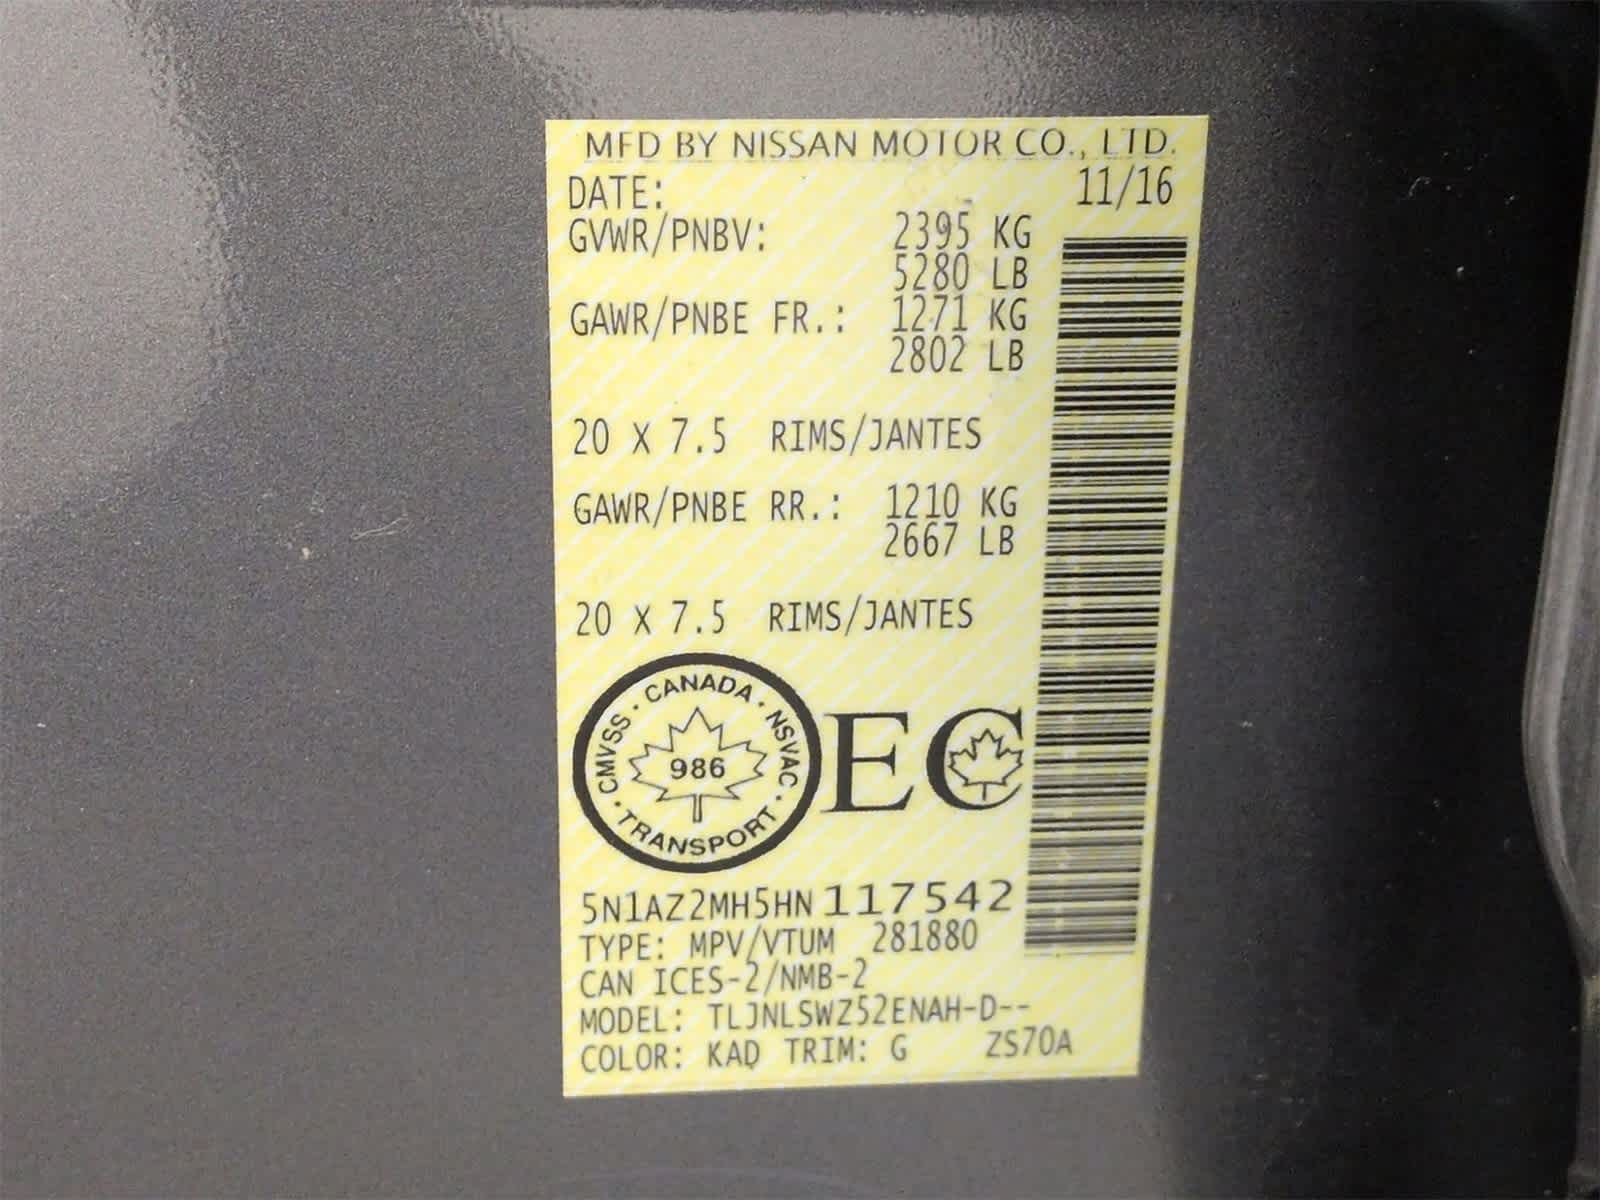 MFD BY NISSAN MOTOR CO., LTD.
DATE: 11/16
GVWR/PNBV: 2395 KG
5280 LB
GAWR/PNBE FR.: 1271 KG
2802 LB
20 X 7.5 RIMS/JANTES
GAWR/PNBE RR.: 1210 KG
2667 LB
20 X 7.5 RIMS/JANTES
CMVSS · CANADA · NSVAC · TRANSPORT ·
986
EC
5N1AZ2MH5HN117542
TYPE: MPV/VTUM 281880
CAN ICES-2/NMB-2
MODEL: TLJNLSWZ52ENAH-D--
COLOR: KAD TRIM: G ZS70A